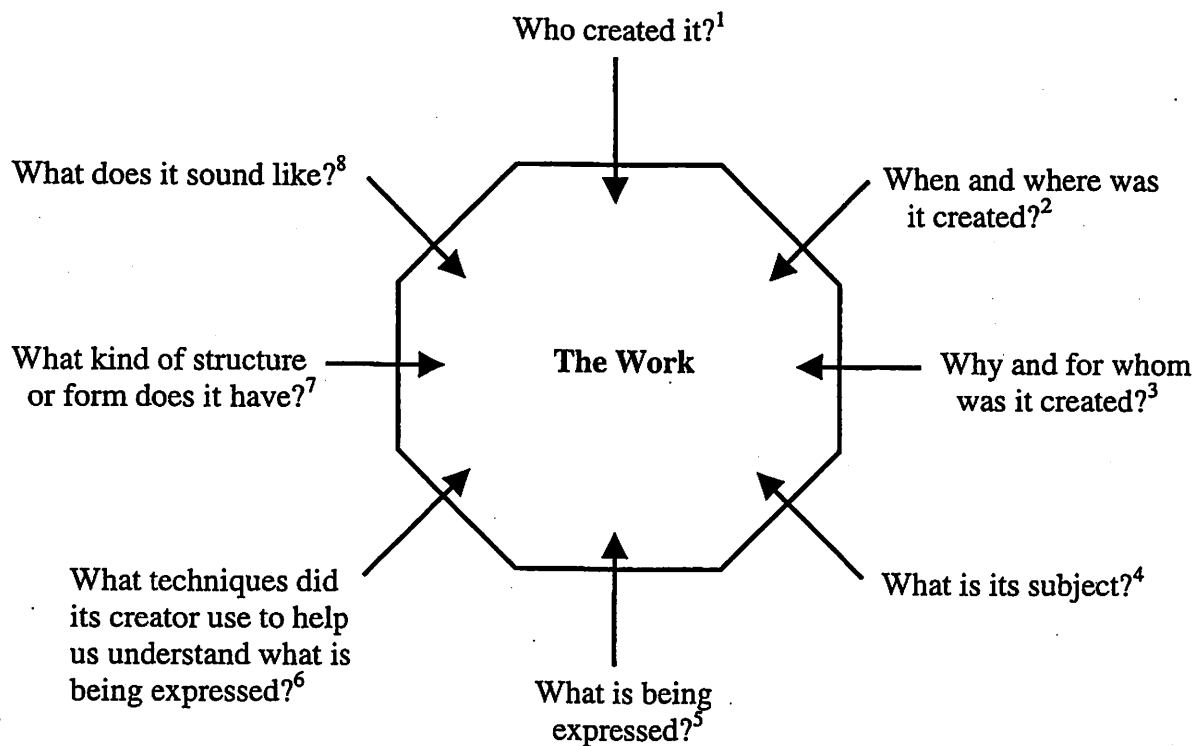 Who created it?¹
What does it sound like?⁸
When and where was
it created?²
What kind of structure
or form does it have?⁷
The Work
Why and for whom
was it created?³
What techniques did
its creator use to help
us understand what is
being expressed?⁶
What is its subject?⁴
What is being
expressed?⁵